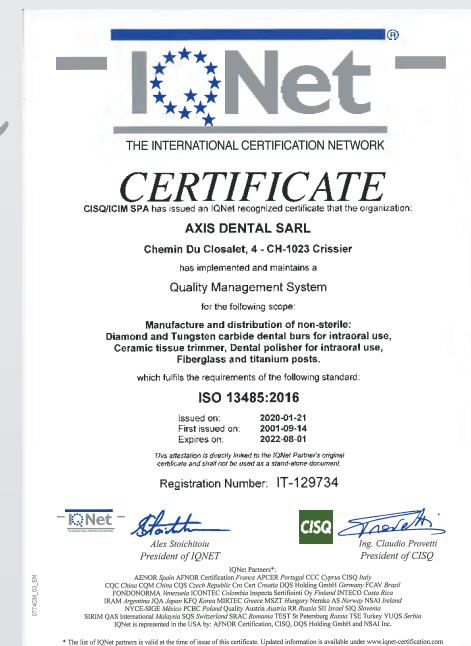 ®
IQNet
THE INTERNATIONAL CERTIFICATION NETWORK
CERTIFICATE
CISQ/ICIM SPA has issued an IQNet recognized certificate that the organization:
AXIS DENTAL SARL
Chemin Du Closalet, 4 - CH-1023 Crissier
has implemented and maintains a
Quality Management System
for the following scope:
Manufacture and distribution of non-sterile:
Diamond and Tungsten carbide dental burs for intraoral use,
Ceramic tissue trimmer, Dental polisher for intraoral use,
Fiberglass and titanium posts.
which fulfils the requirements of the following standard:
ISO 13485:2016
Issued on: 2020-01-21
First issued on: 2001-09-14
Expires on: 2022-08-01
This attestation is directly linked to the IQNet Partner's original
certificate and shall not be used as a stand-alone document
Registration Number: IT-129734
IQNet
CISQ
Alex Stoichitoiu
President of IQNET
Ing. Claudio Provetti
President of CISQ
IQNet Partners*:
AENOR Spain AFNOR Certification France APCER Portugal CCC Cyprus CISQ Italy
CQC China CQM China CQS Czech Republic Cro Cert Croatia DQS Holding GmbH Germany FCAV Brazil
FONDONORMA Venezuela ICONTEC Colombia Inspecta Sertifiointi Oy Finland INTECO Costa Rica
IRAM Argentina JQA Japan KFQ Korea MIRTEC Greece MSZT Hungary Nemko AS Norway NSAI Ireland
NYCE-SIGE México PCBC Poland Quality Austria Austria RR Russia SII Israel SIQ Slovenia
SIRIM QAS International Malaysia SQS Switzerland SRAC Romania TEST St Petersburg Russia TSE Turkey YUQS Serbia
IQNet is represented in the USA by: AFNOR Certification, CISQ, DQS Holding GmbH and NSAI Inc.
* The list of IQNet partners is valid at the time of issue of this certificate. Updated information is available under www.iqnet-certification.com